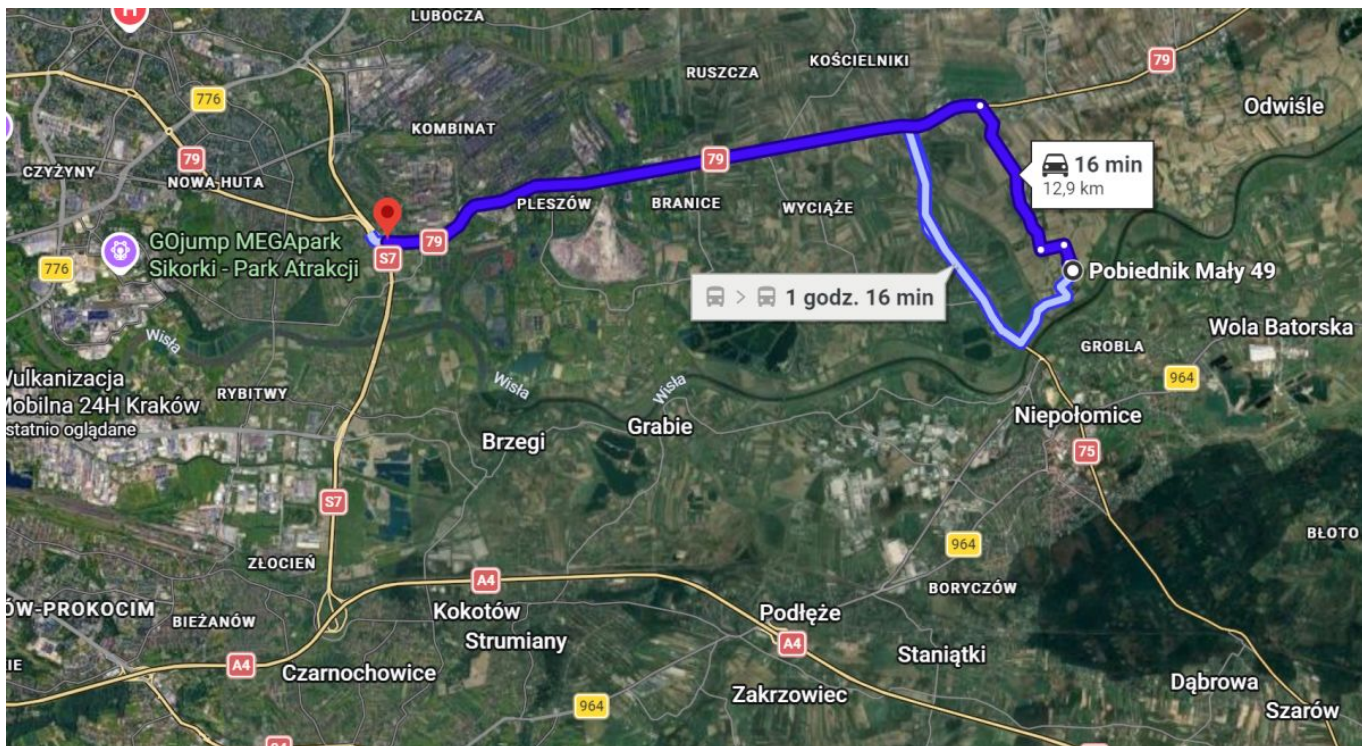 H
LUBOCZA
KOŚCIELNIKI
79
RUSZCZA
776
Odwiśle
KOMBINAT
CZYŻYNY
79
NOWA HUTA
79
16 min
12,9 km
PLESZÓW
BRANICE
WYCIĄŻE
GOjump MEGApark
Sikorki - Park Atrakcji
79
S7
776
Pobiednik Mały 49
1 godz. 16 min
Wola Batorska
Wisła
GROBLA
964
Wulkanizacja
Mobilna 24H Kraków
statnio oglądane
RYBITWY
Wisła
Wisła
Niepołomice
Grabie
Brzegi
75
S7
964
BŁOTO
ZŁOCIEŃ
A4
BORYCZÓW
ÓW-PROKOCIM
BIEŻANÓW
Kokotów
Podłęże
Strumiany
A4
Staniątki
KIE
A4
Czarnochowice
Dąbrowa
Zakrzowiec
964
Szarów